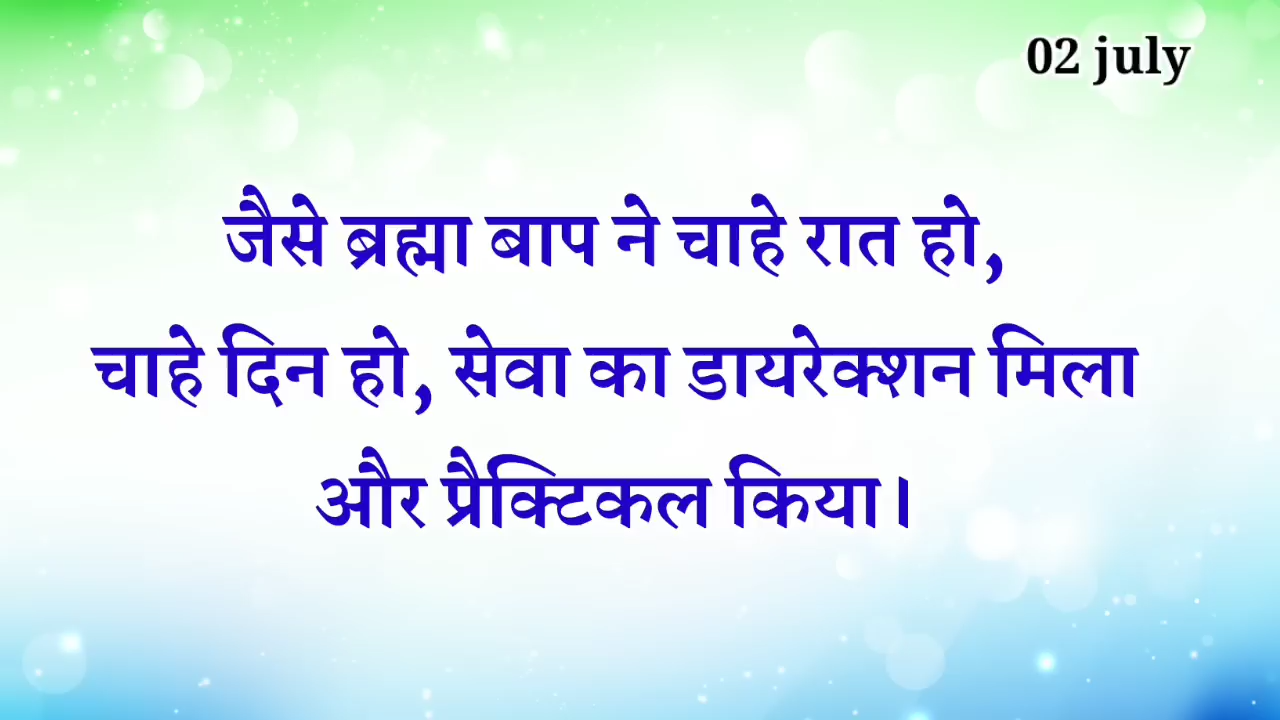 02 july
जैसे ब्रह्मा बाप ने चाहे रात हो,
चाहे दिन हो, सेवा का डायरेक्शन मिला
और प्रैक्टिकल किया।